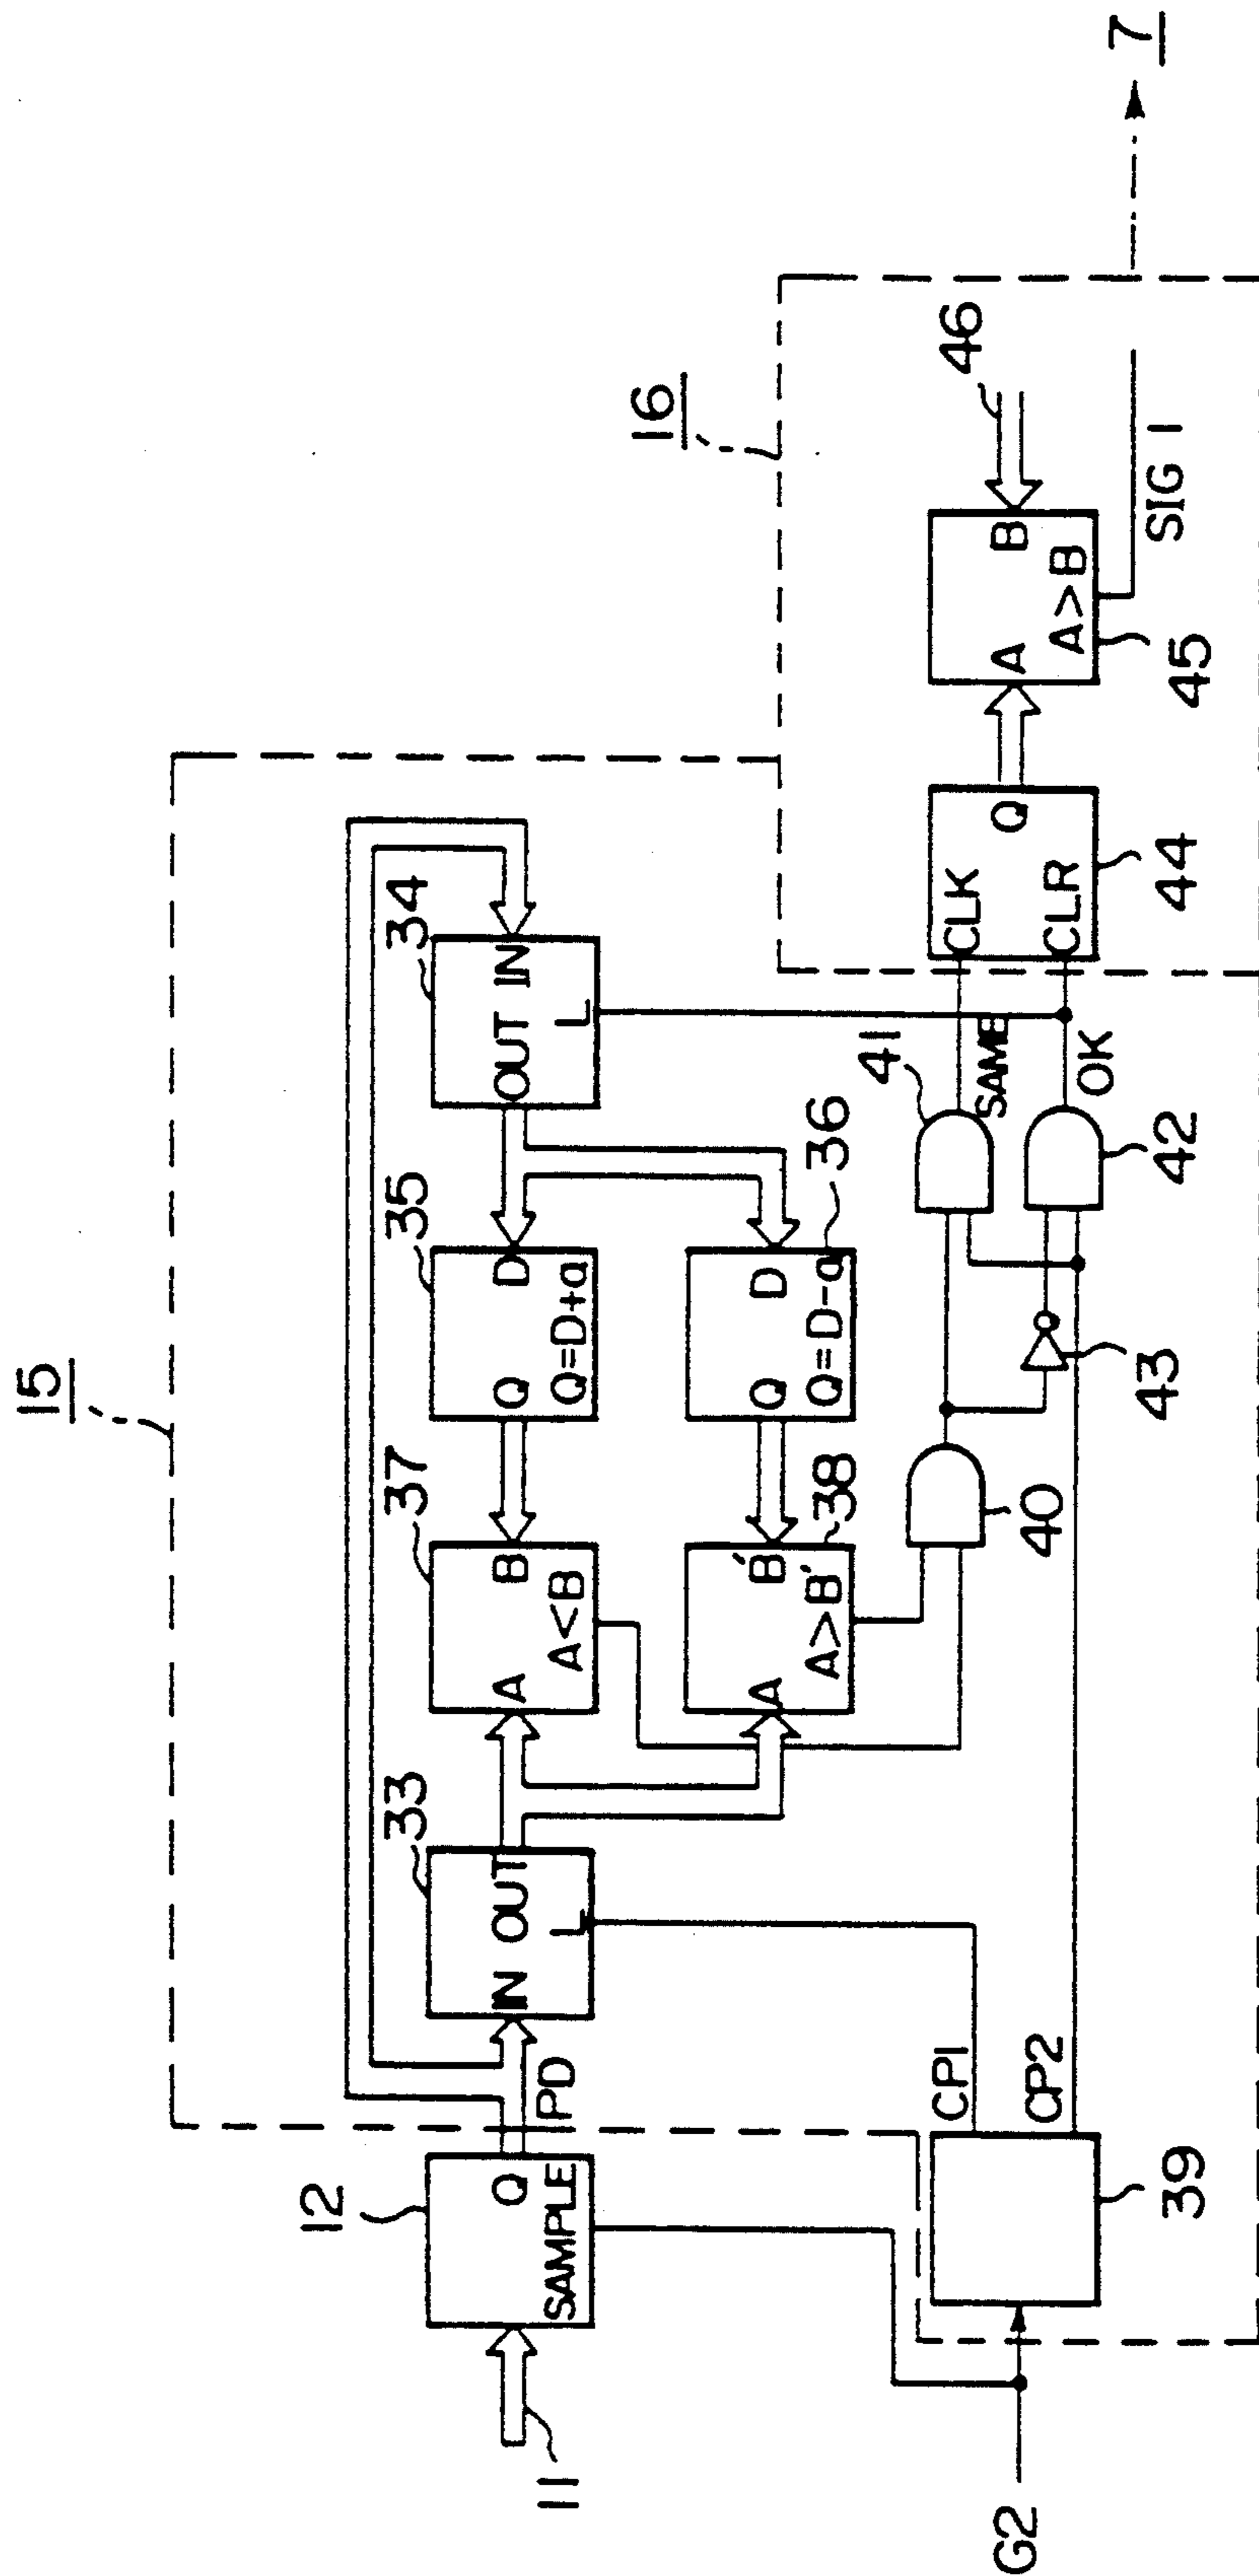 15
16
7
12
Q
SAMPLE
11
PD
33
IN OUT
L
37
A B
A<B
35
Q D
Q=D+a
34
OUT IN
L
38
A B'
A>B'
36
Q D
Q=D-a
G2
39
CP1
CP2
40
43
41
42
SAME
OK
CLK
Q
CLR
44
A B
A>B
45
46
SIG 1